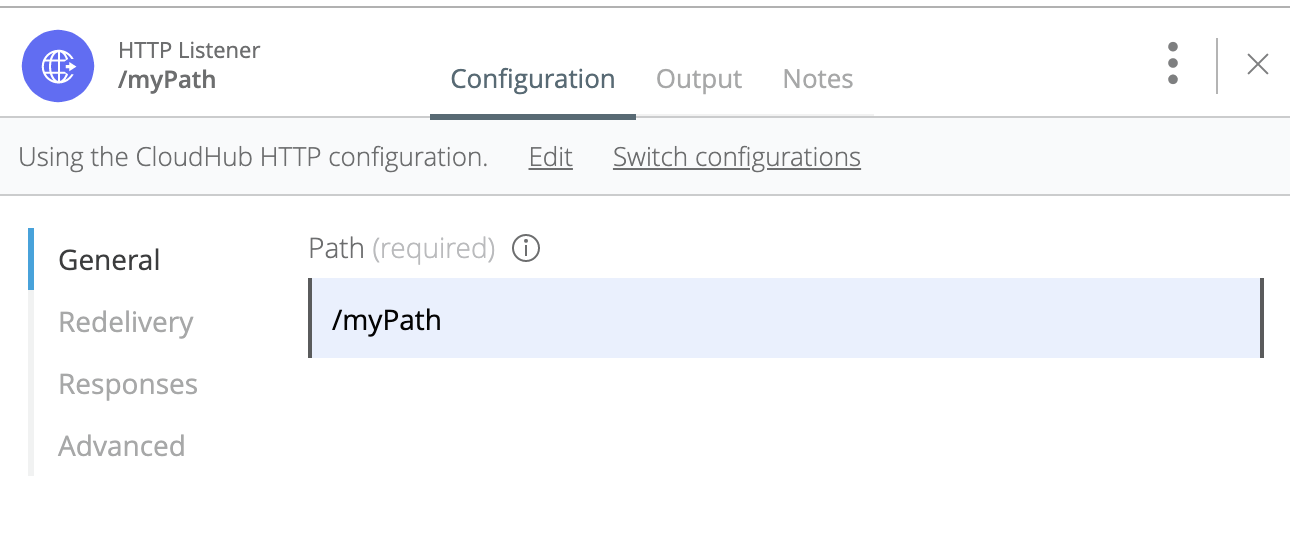 HTTP Listener
/myPath
Configuration Output Notes
Using the CloudHub HTTP configuration. Edit Switch configurations
General
Redelivery
Responses
Advanced
Path (required)
/myPath